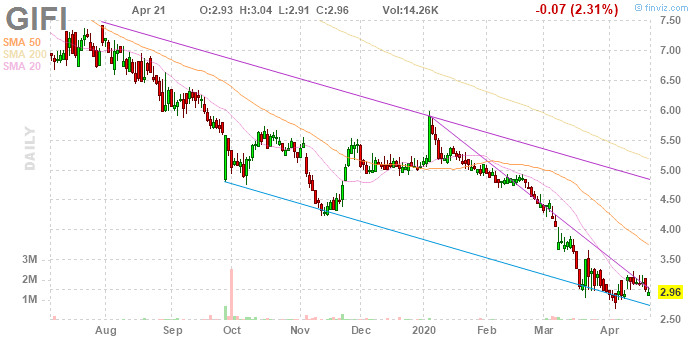 GIFI Apr 21 O:2.93 H:3.04 L:2.91 C:2.96 Vol:14.26K -0.07 (2.31%) © finviz.com
SMA 50
SMA 200
SMA 20
DAILY
7.50
7.00
6.50
6.00
5.50
5.00
4.50
4.00
3.50
2.96
2.50
3M
2M
1M
Aug Sep Oct Nov Dec 2020 Feb Mar Apr